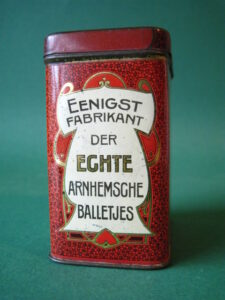 EENIGST
FABRIKANT
DER
ECHTE
ARNHEMSCHE
BALLETJES